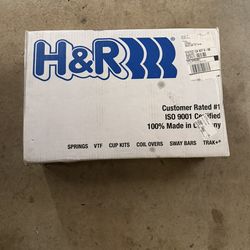 H&R
Customer Rated #1
ISO 9001 Certified
100% Made in Germany
SPRINGS VTF CUP KITS COIL OVERS SWAY BARS TRAK+®